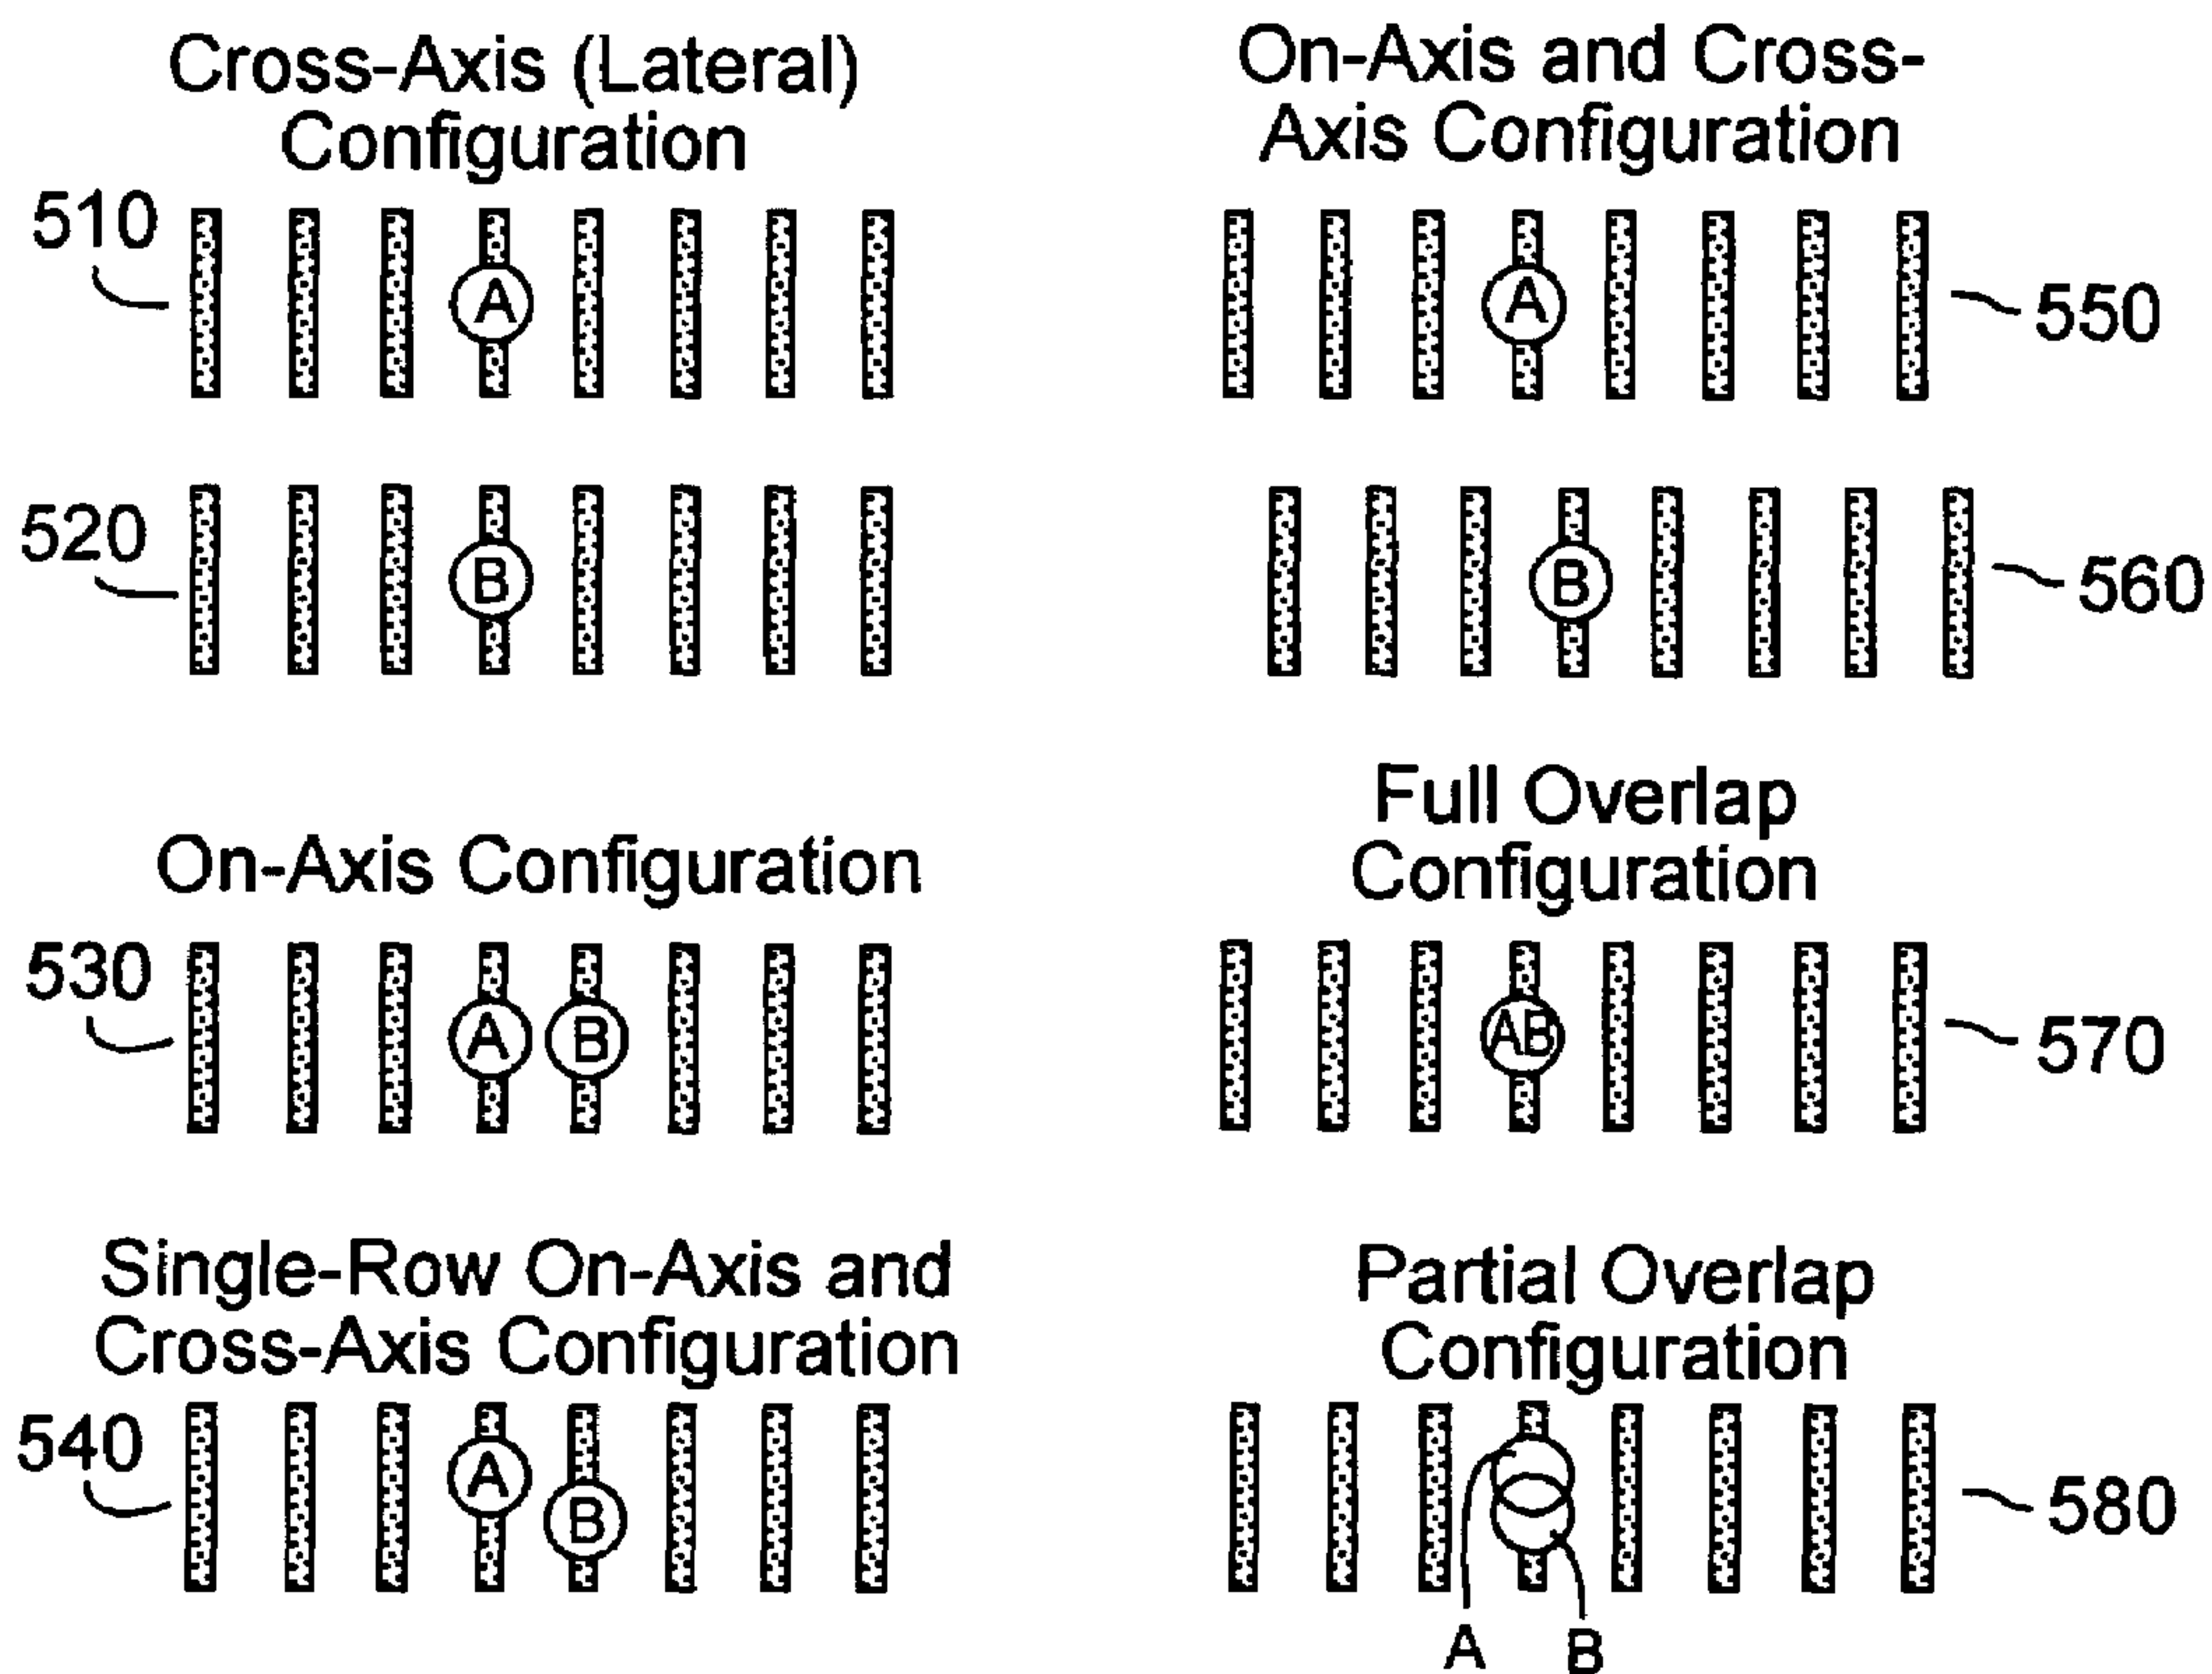 Cross-Axis (Lateral)
Configuration
510
A
520
B
On-Axis Configuration
530
A B
Single-Row On-Axis and
Cross-Axis Configuration
540
A
B
On-Axis and Cross-
Axis Configuration
A
550
B
560
Full Overlap
Configuration
AB
570
Partial Overlap
Configuration
580
A B